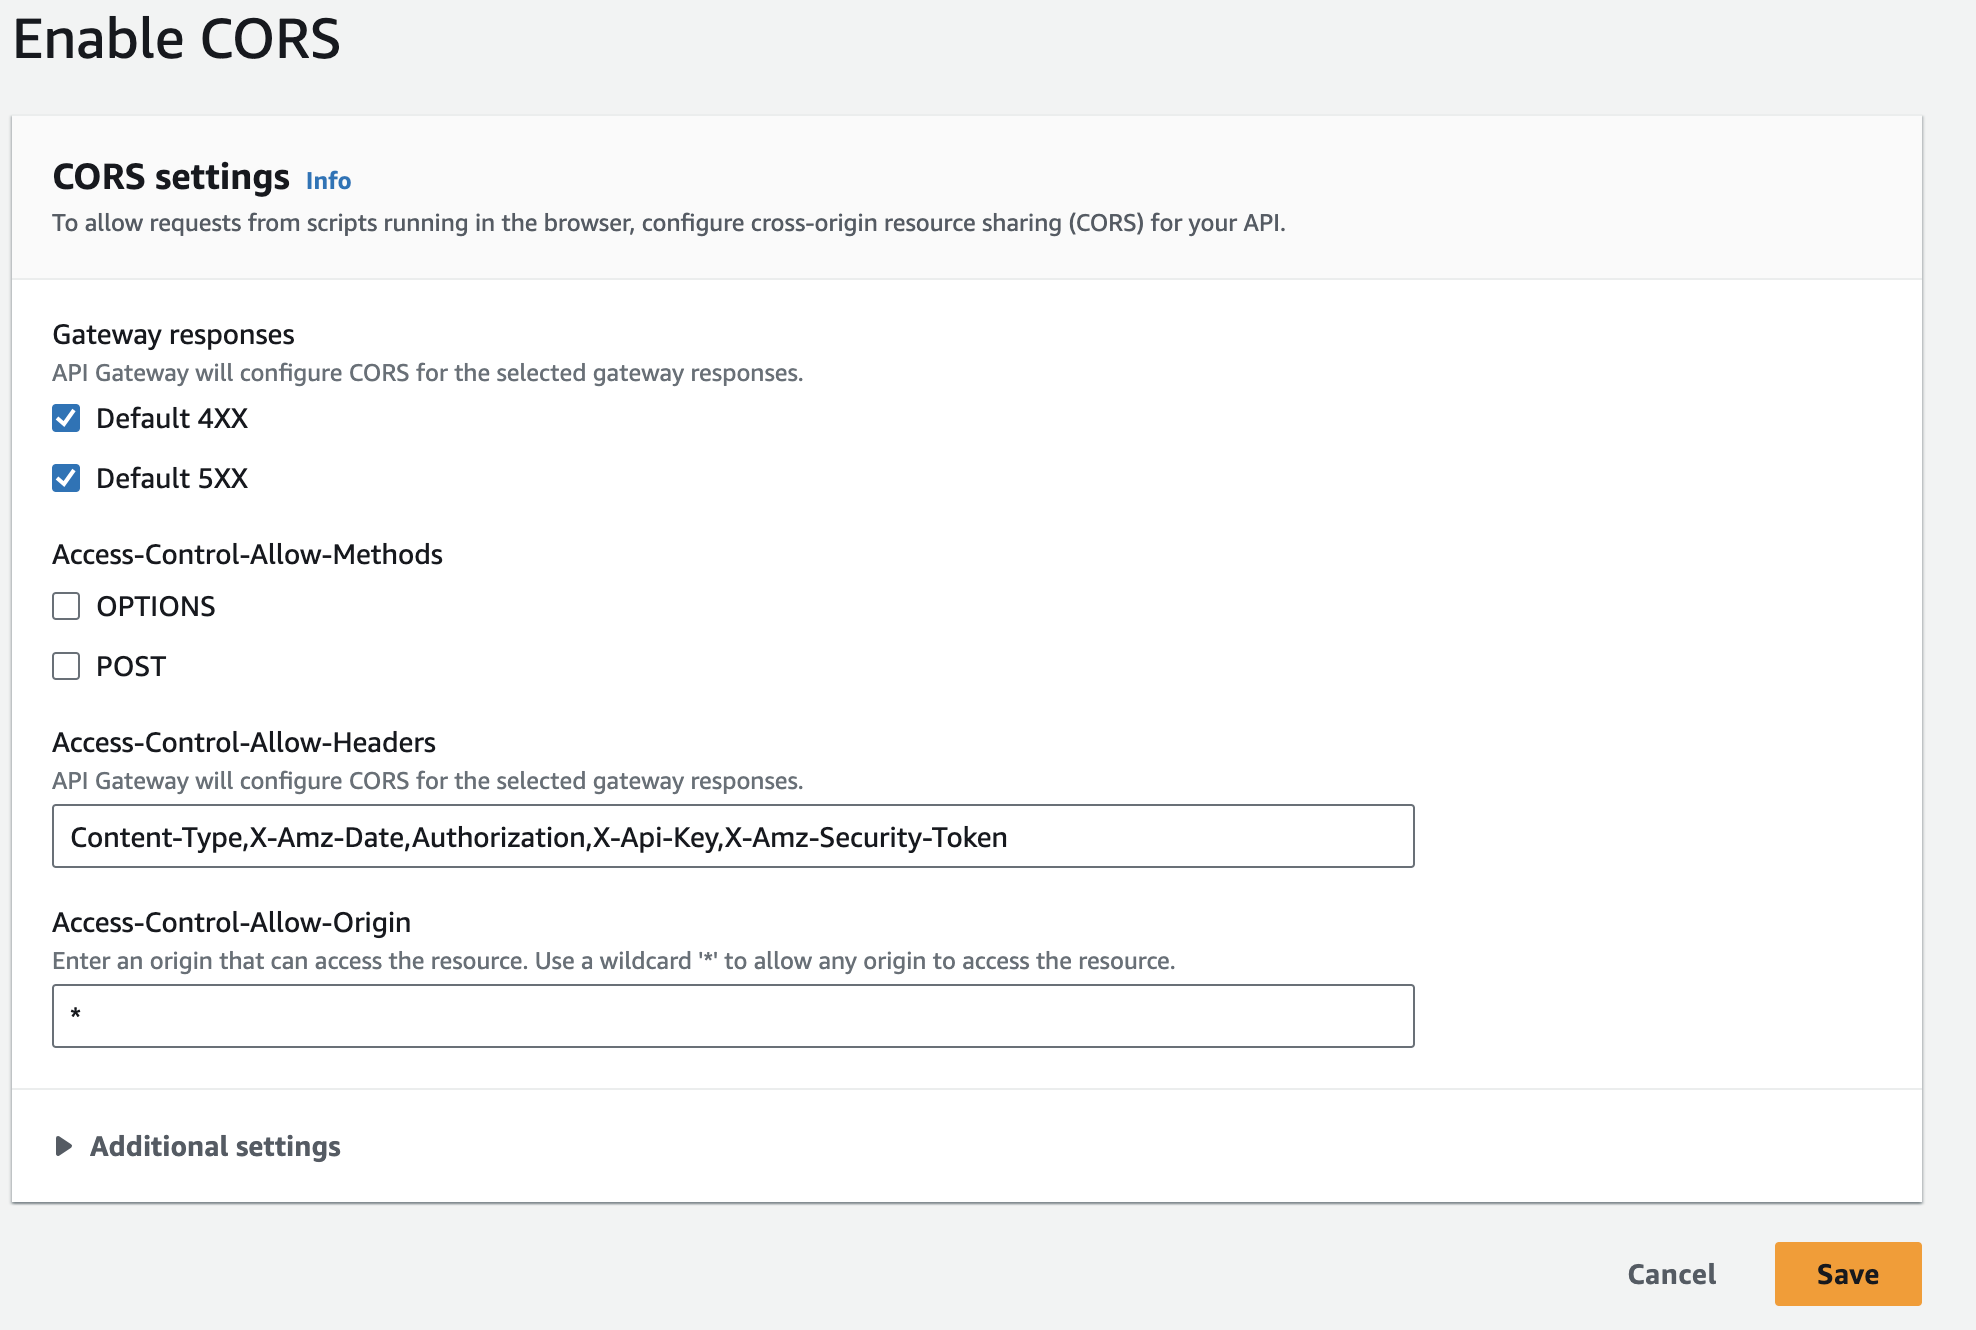 Enable CORS
CORS settings Info
To allow requests from scripts running in the browser, configure cross-origin resource sharing (CORS) for your API.
Gateway responses
API Gateway will configure CORS for the selected gateway responses.
Default 4XX
Default 5XX
Access-Control-Allow-Methods
OPTIONS
POST
Access-Control-Allow-Headers
API Gateway will configure CORS for the selected gateway responses.
Content-Type,X-Amz-Date,Authorization,X-Api-Key,X-Amz-Security-Token
Access-Control-Allow-Origin
Enter an origin that can access the resource. Use a wildcard '*' to allow any origin to access the resource.
*
Additional settings
Cancel Save